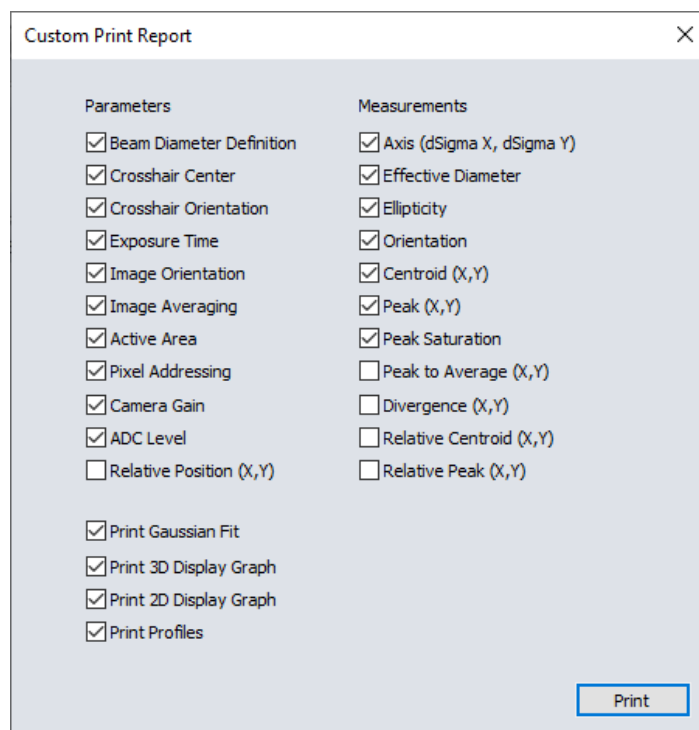 Custom Print Report
Parameters
Beam Diameter Definition
Crosshair Center
Crosshair Orientation
Exposure Time
Image Orientation
Image Averaging
Active Area
Pixel Addressing
Camera Gain
ADC Level
Relative Position (X,Y)
Measurements
Axis (dSigma X, dSigma Y)
Effective Diameter
Ellipticity
Orientation
Centroid (X,Y)
Peak (X,Y)
Peak Saturation
Peak to Average (X,Y)
Divergence (X,Y)
Relative Centroid (X,Y)
Relative Peak (X,Y)
Print Gaussian Fit
Print 3D Display Graph
Print 2D Display Graph
Print Profiles
Print